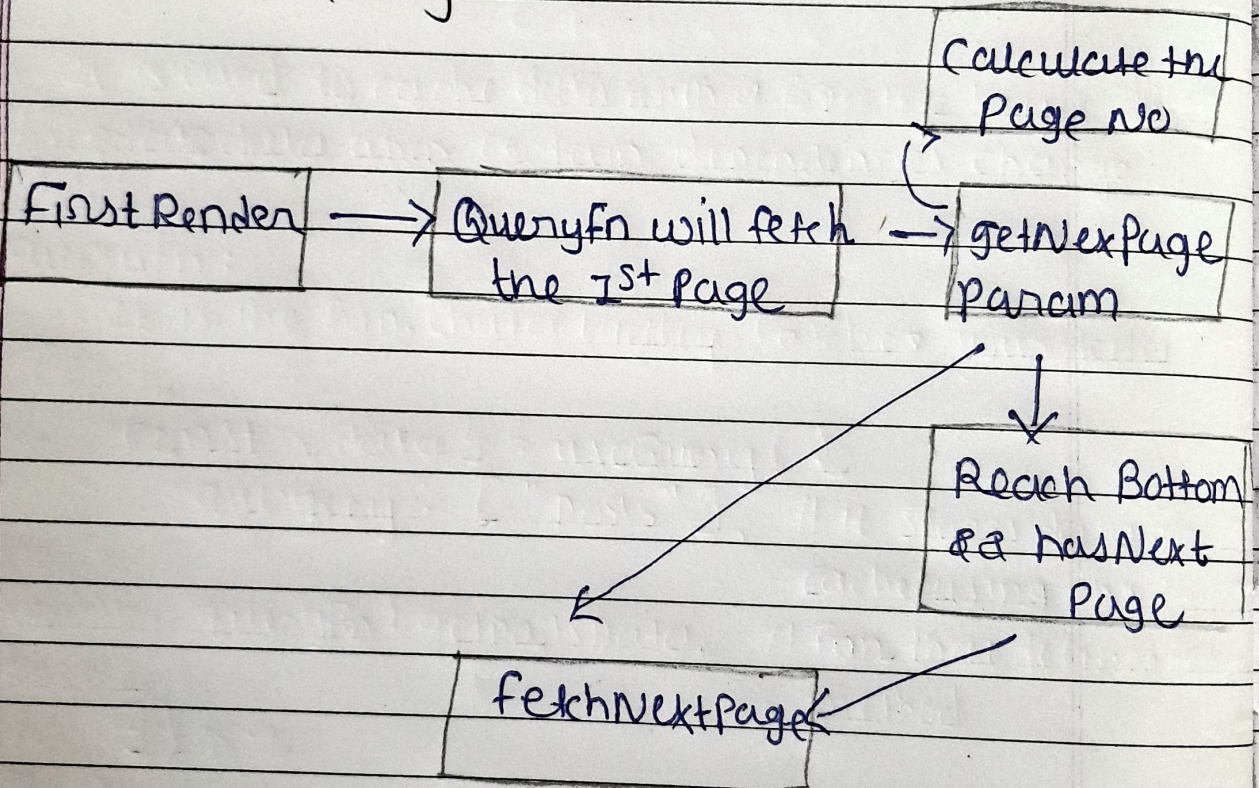 Calculate the
Page No
First Render
Queryfn will fetch
the 1st Page
getNexPage
param
Reach Bottom
&& hasNext
Page
fetchNextPage